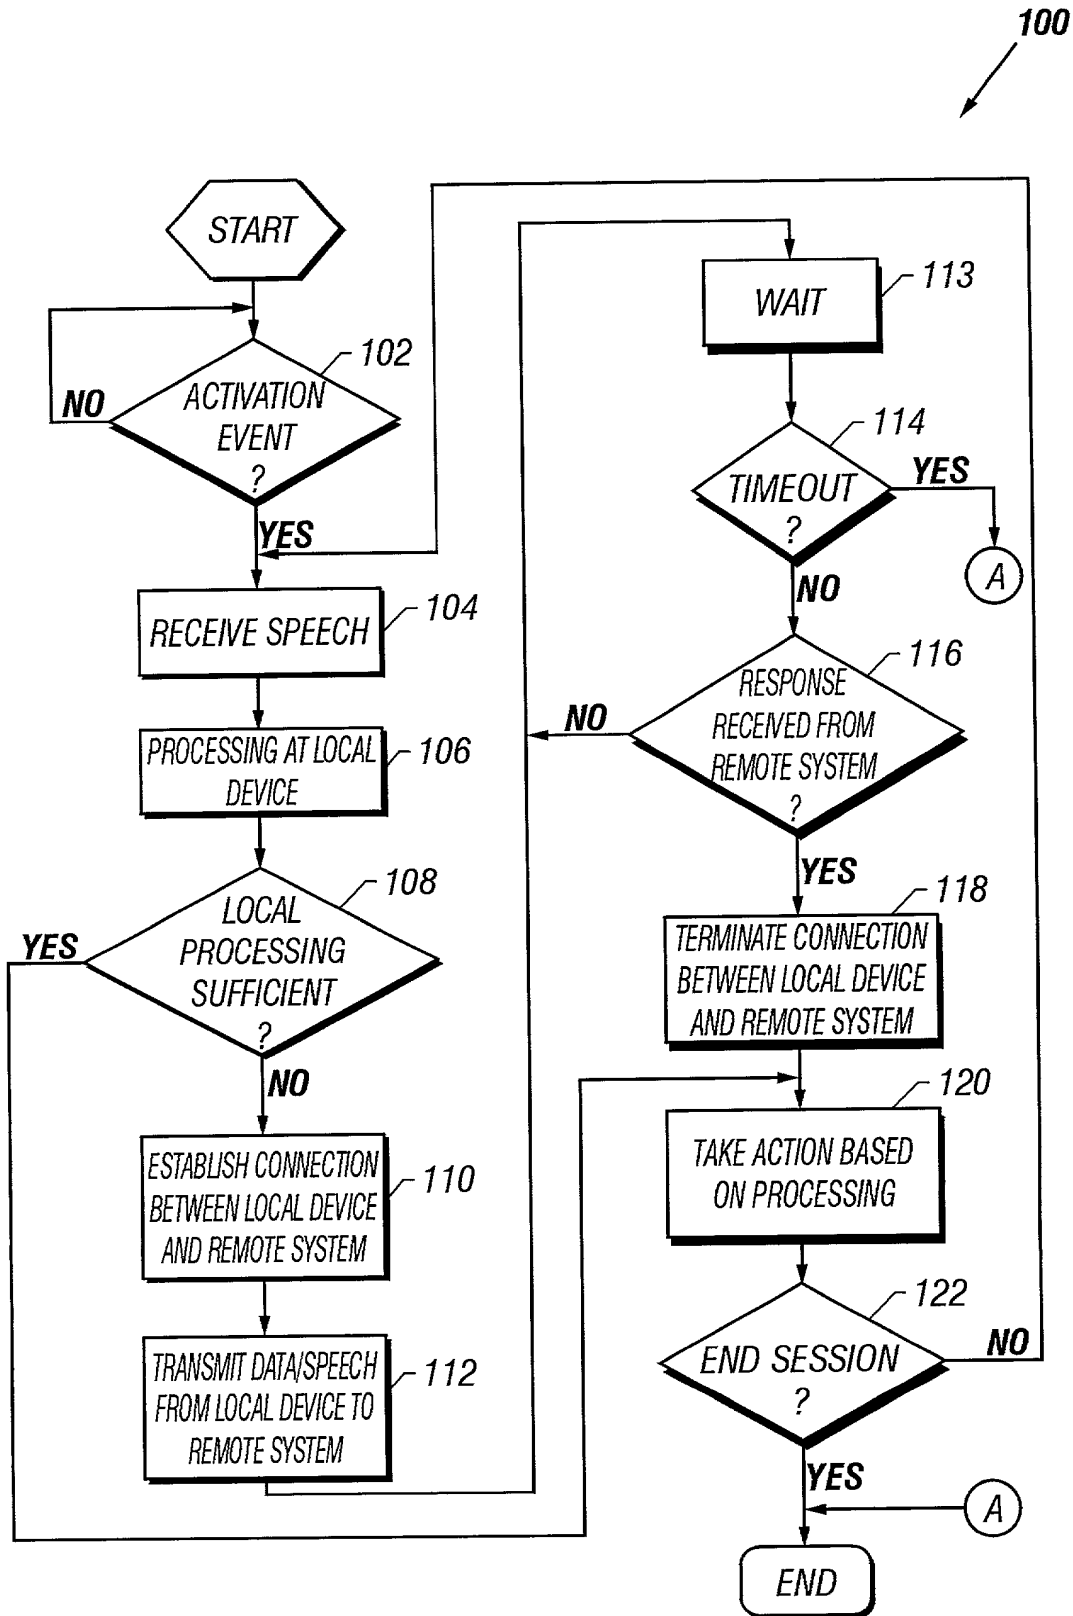 100
START
102
ACTIVATION
EVENT
?
NO
YES
104
RECEIVE SPEECH
106
PROCESSING AT LOCAL
DEVICE
108
LOCAL
PROCESSING
SUFFICIENT
?
YES
NO
110
ESTABLISH CONNECTION
BETWEEN LOCAL DEVICE
AND REMOTE SYSTEM
112
TRANSMIT DATA/SPEECH
FROM LOCAL DEVICE TO
REMOTE SYSTEM
113
WAIT
114
TIMEOUT
?
YES
A
NO
116
RESPONSE
RECEIVED FROM
REMOTE SYSTEM
?
NO
YES
118
TERMINATE CONNECTION
BETWEEN LOCAL DEVICE
AND REMOTE SYSTEM
120
TAKE ACTION BASED
ON PROCESSING
122
END SESSION
?
NO
YES
A
END